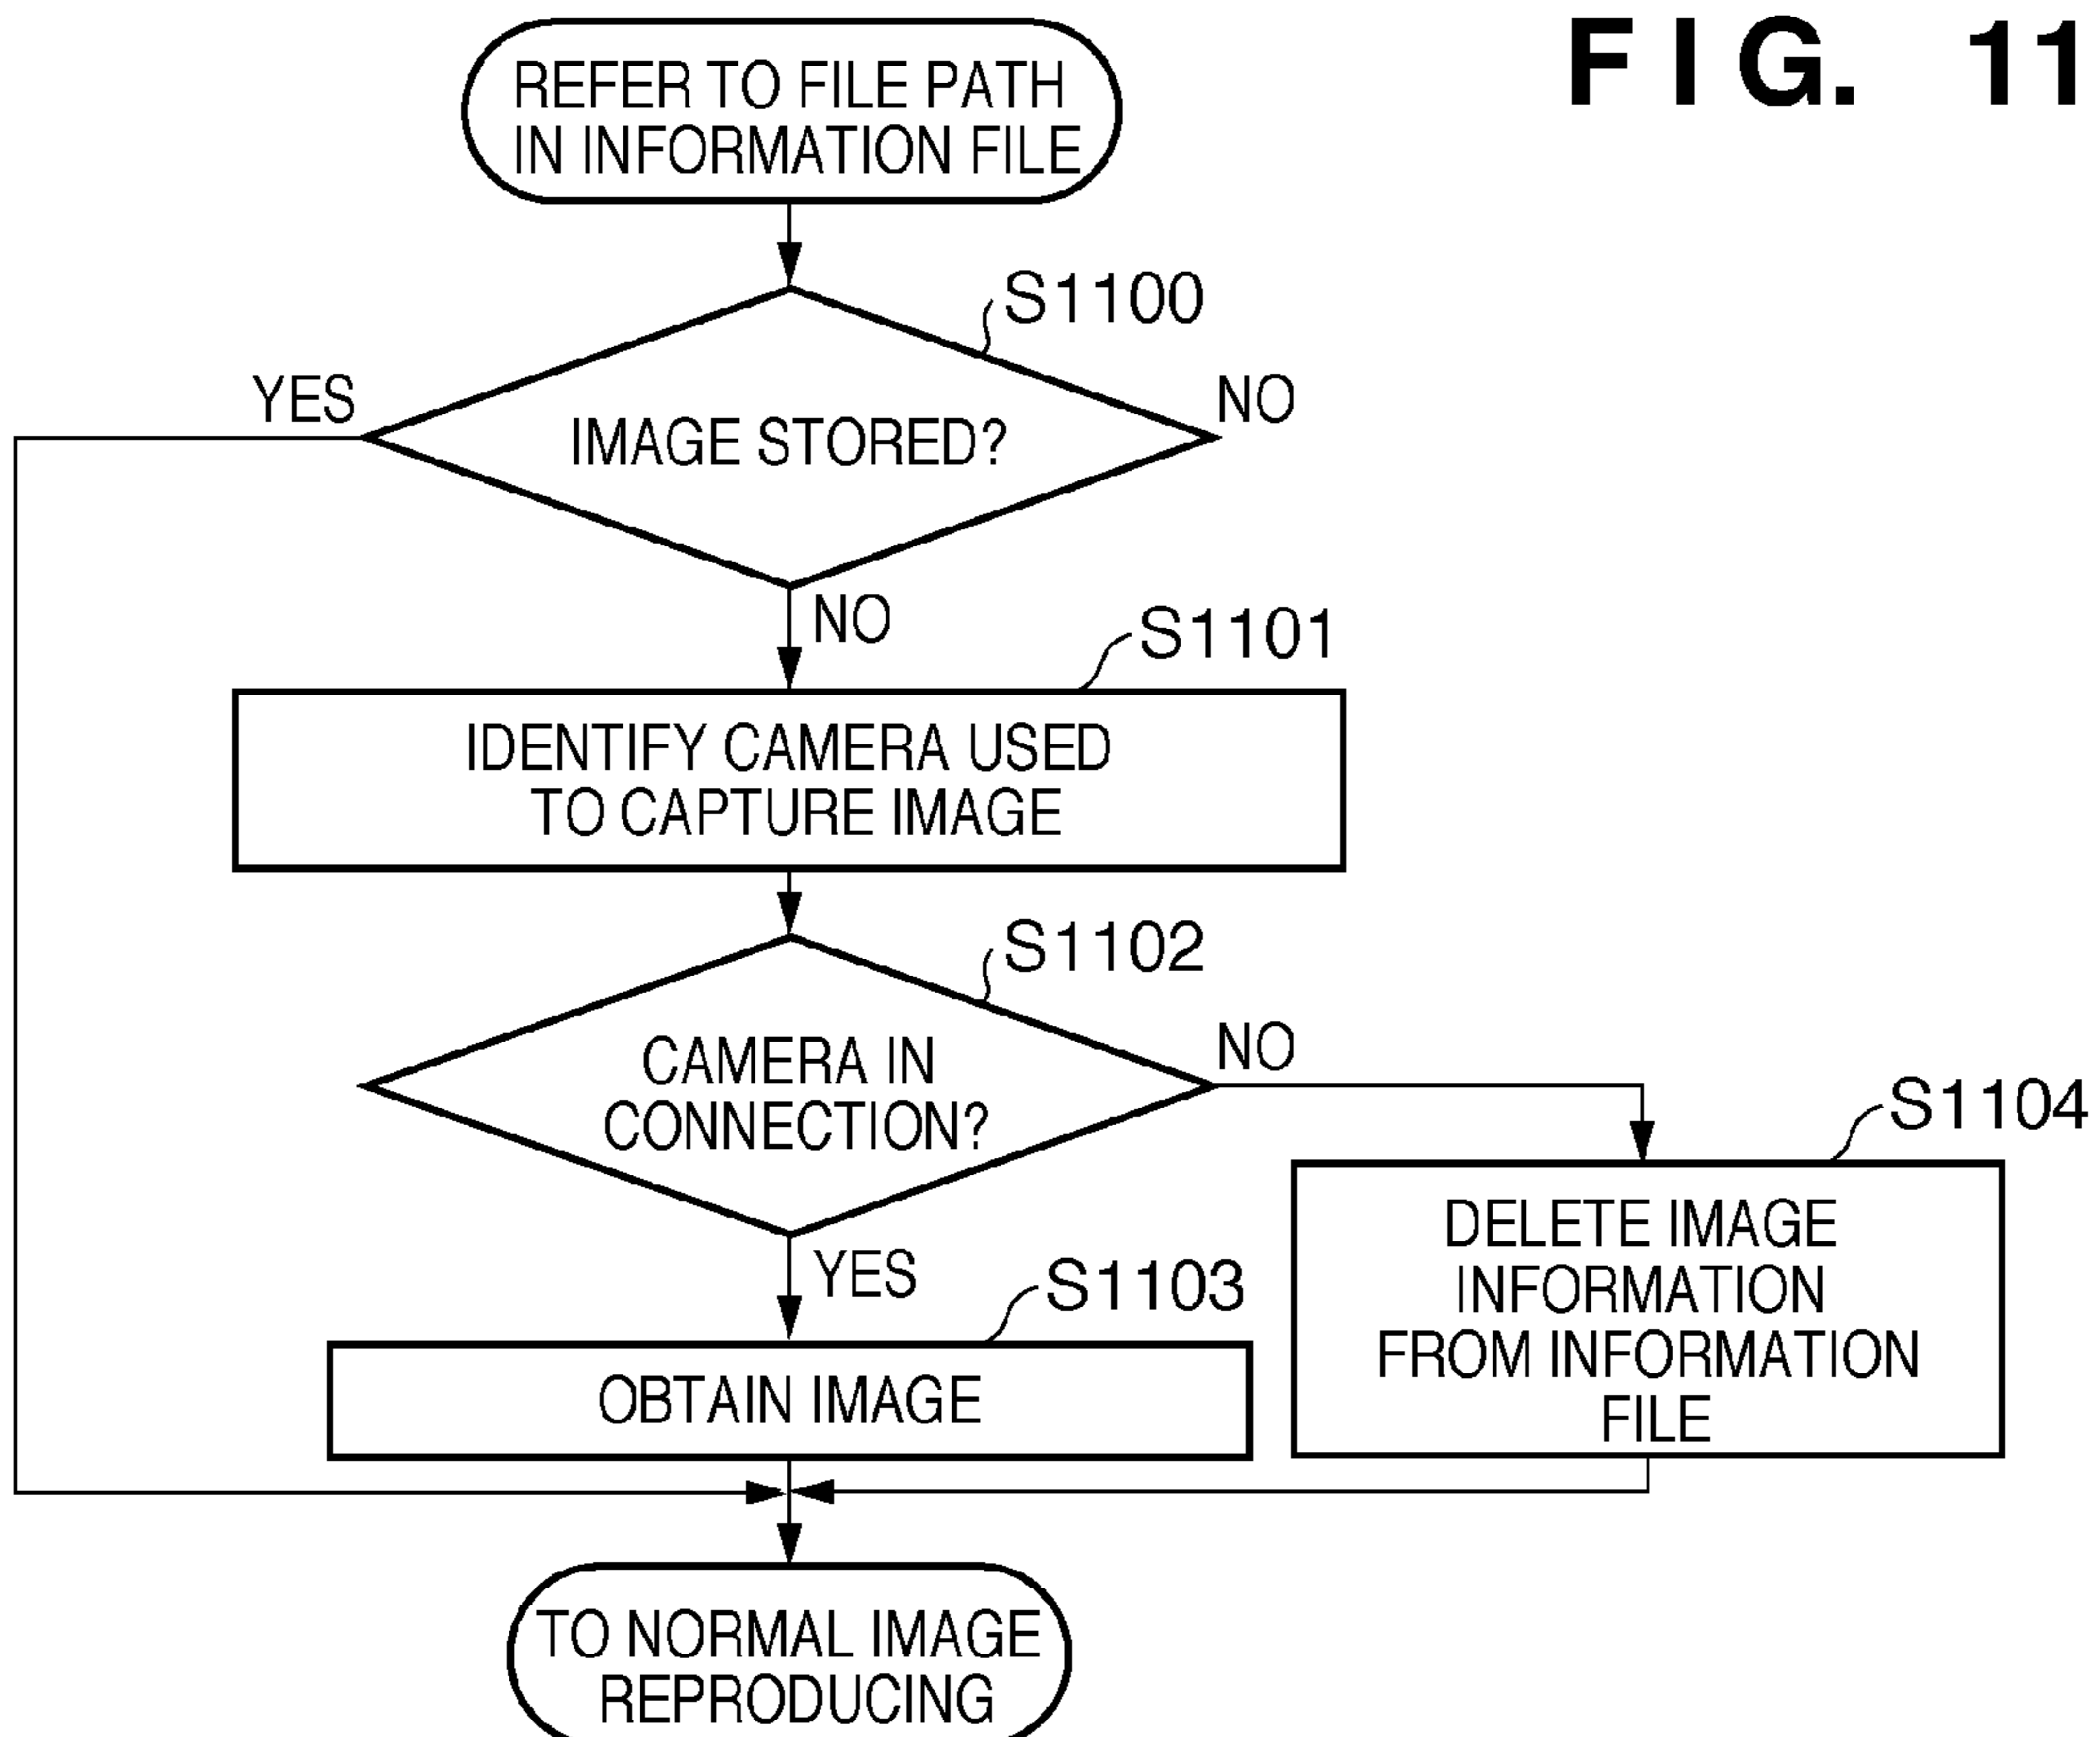 FIG. 11
REFER TO FILE PATH
IN INFORMATION FILE
S1100
YES
NO
IMAGE STORED?
NO
S1101
IDENTIFY CAMERA USED
TO CAPTURE IMAGE
S1102
NO
CAMERA IN
CONNECTION?
S1104
YES
S1103
DELETE IMAGE
INFORMATION
FROM INFORMATION
FILE
OBTAIN IMAGE
TO NORMAL IMAGE
REPRODUCING